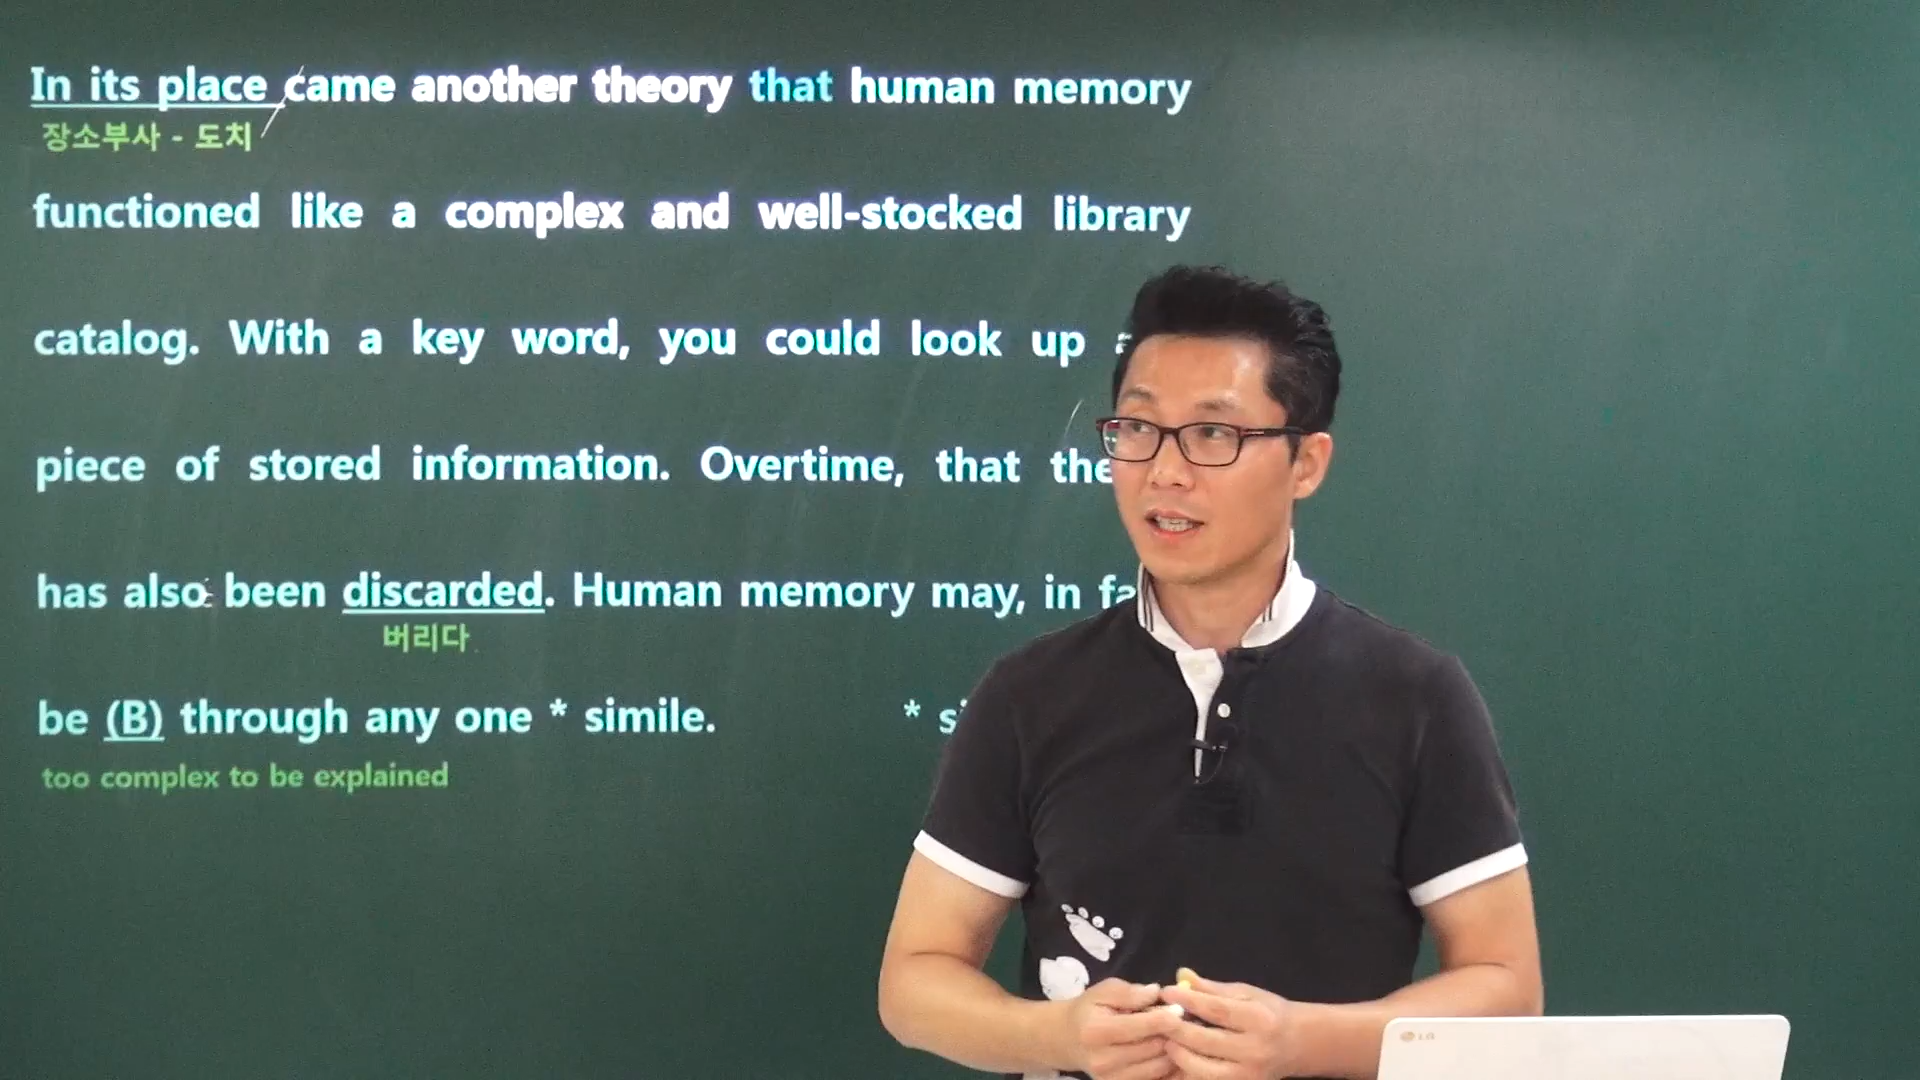 In its place came another theory that human memory
장소부사 - 도치
functioned like a complex and well-stocked library
catalog. With a key word, you could look up
piece of stored information. Overtime, that
has also been discarded. Human memory may, in
버리다
be (B) through any one * simile. *
too complex to be explained
LG